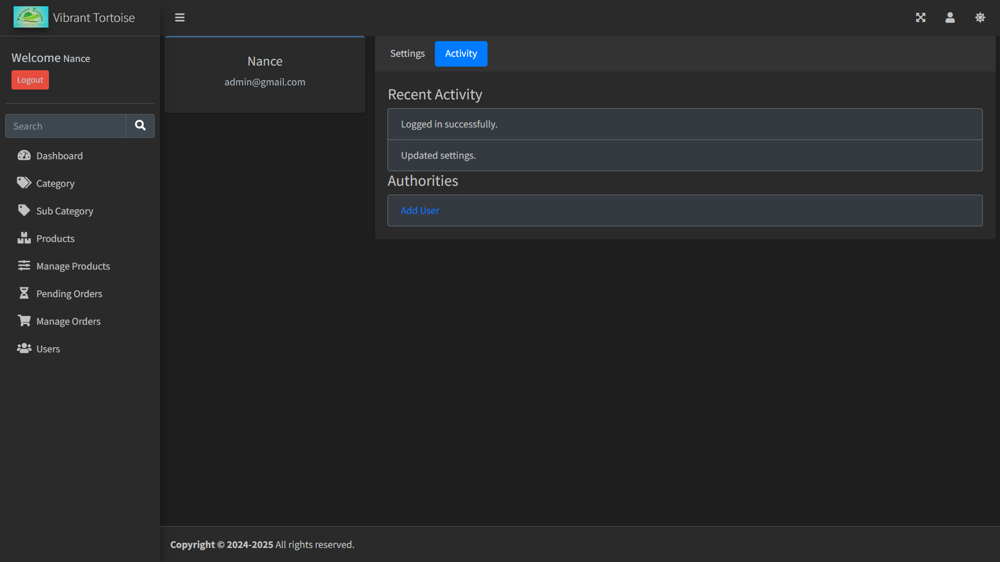 Vibrant Tortoise
Vibrant Tortoise
Welcome Nance
Logout
Search
Dashboard
Category
Sub Category
Products
Manage Products
Pending Orders
Manage Orders
Users
Nance
admin@gmail.com
Settings
Activity
Recent Activity
Logged in successfully.
Updated settings.
Authorities
Add User
Copyright © 2024-2025 All rights reserved.